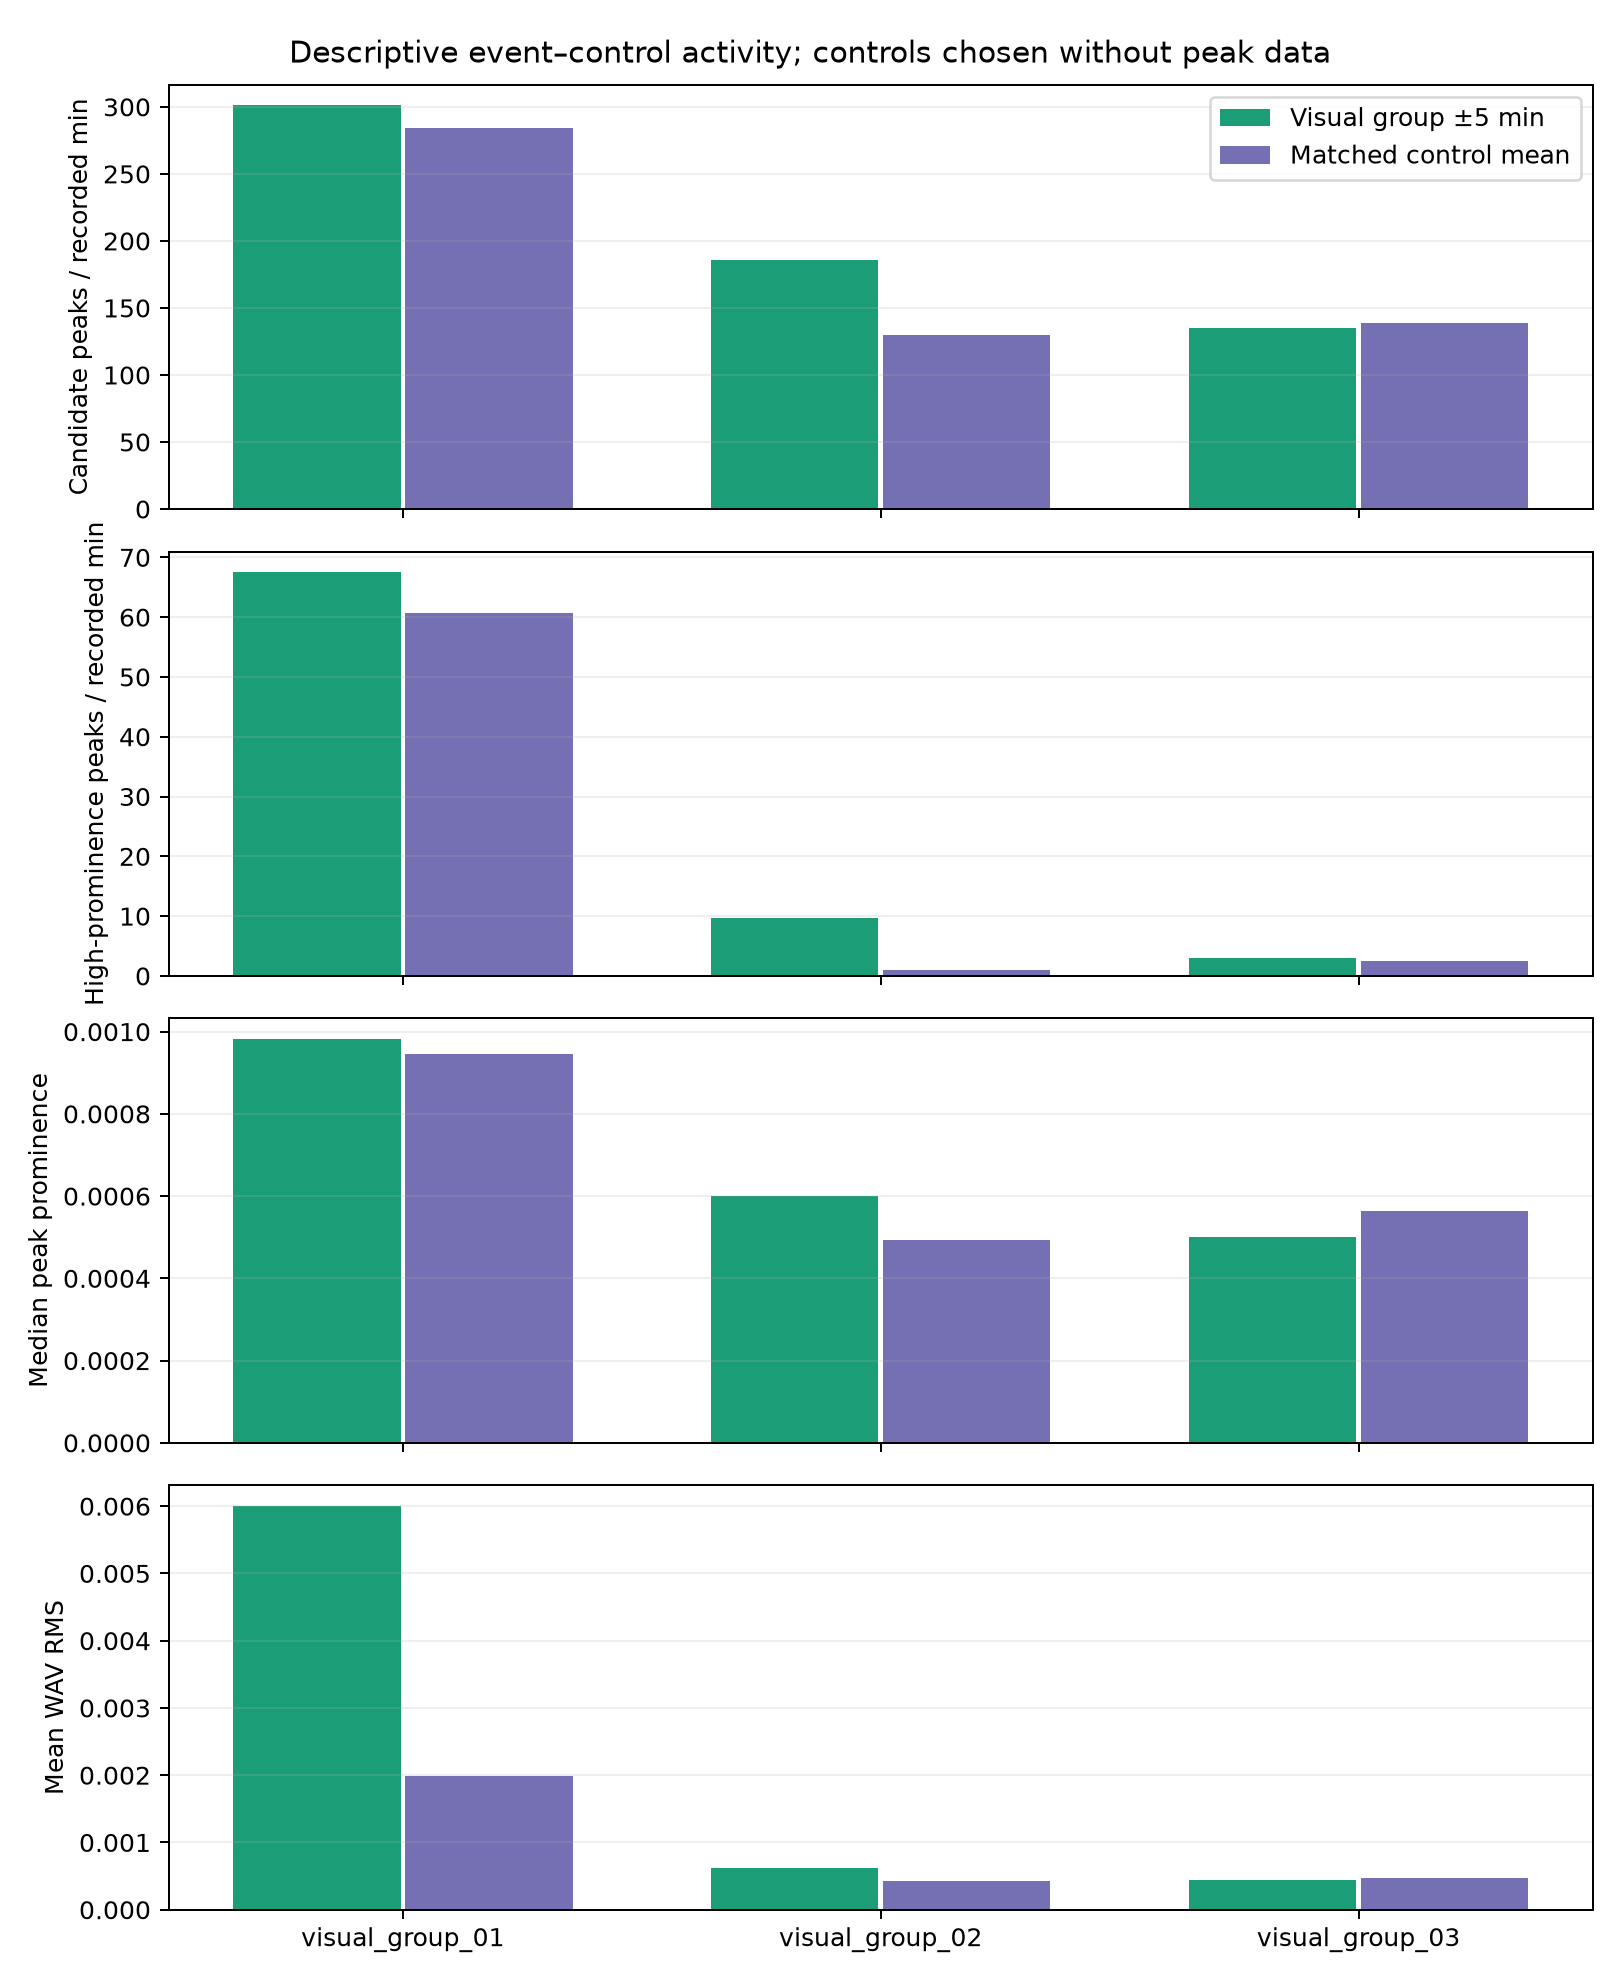 Descriptive event–control activity; controls chosen without peak data
Candidate peaks / recorded min
300
250
200
150
100
50
0
Visual group ±5 min
Matched control mean
High-prominence peaks / recorded min
70
60
50
40
30
20
10
0
Median peak prominence
0.0010
0.0008
0.0006
0.0004
0.0002
0.0000
Mean WAV RMS
0.006
0.005
0.004
0.003
0.002
0.001
0.000
visual_group_01
visual_group_02
visual_group_03